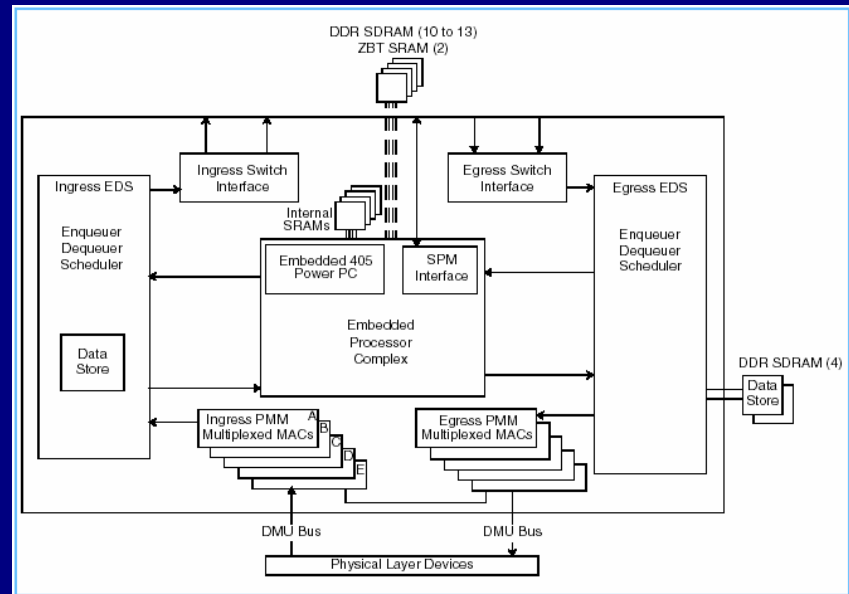 DDR SDRAM (10 to 13)
ZBT SRAM (2)
Ingress Switch
Interface
Egress Switch
Interface
Ingress EDS
Enqueuer
Dequeuer
Scheduler
Data
Store
Internal
SRAMs
Embedded 405
Power PC
SPM
Interface
Embedded
Processor
Complex
Egress EDS
Enqueuer
Dequeuer
Scheduler
DDR SDRAM (4)
Data
Store
Ingress PMM
Multiplexed MACs
A
B
C
D
E
Egress PMM
Multiplexed MACs
DMU Bus
DMU Bus
Physical Layer Devices